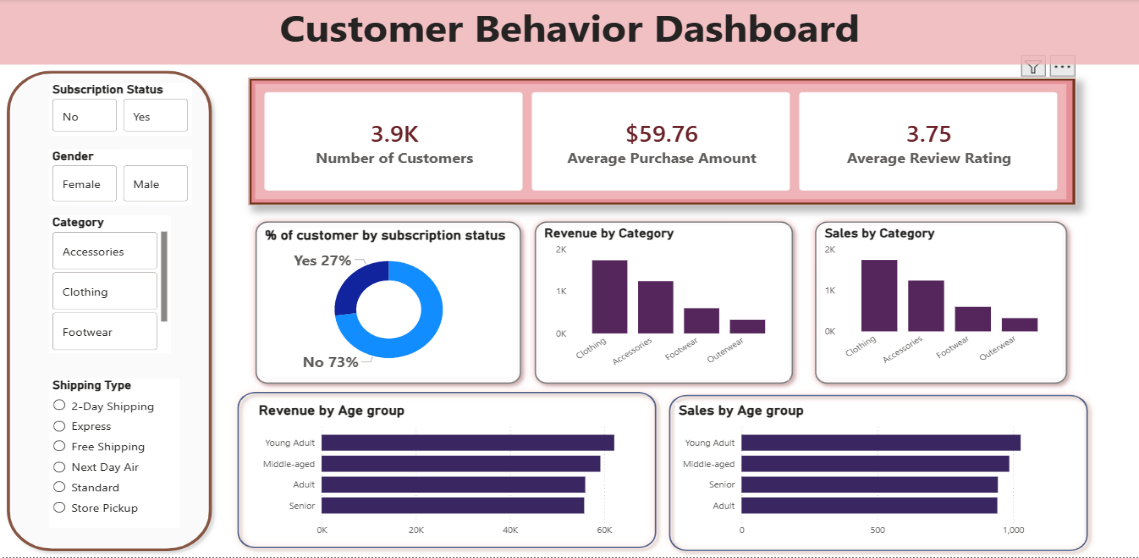 Customer Behavior Dashboard
Subscription Status
No
Yes
Gender
Female
Male
Category
Accessories
Clothing
Footwear
Shipping Type
2-Day Shipping
Express
Free Shipping
Next Day Air
Standard
Store Pickup
3.9K
Number of Customers
$59.76
Average Purchase Amount
3.75
Average Review Rating
% of customer by subscription status
Yes 27%
No 73%
Revenue by Category
2K
1K
0K
Clothing
Accessories
Footwear
Outerwear
Sales by Category
2K
1K
0K
Clothing
Accessories
Footwear
Outerwear
Revenue by Age group
Young Adult
Middle-aged
Adult
Senior
0K
20K
40K
60K
Sales by Age group
Young Adult
Middle-aged
Senior
Adult
0
500
1,000